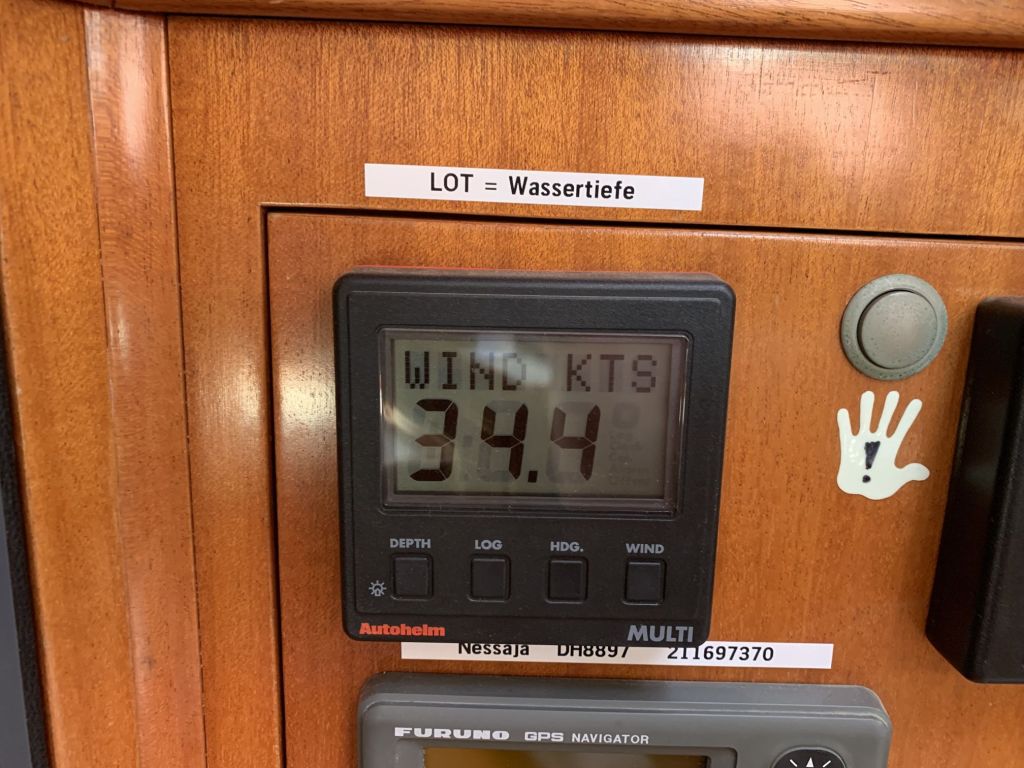 LOT = Wassertiefe
WIND KTS
34.4
DEPTH LOG HDG. WIND
Autohelm MULTI
Nessaja DH8897 211697370
FURUNO GPS NAVIGATOR
!